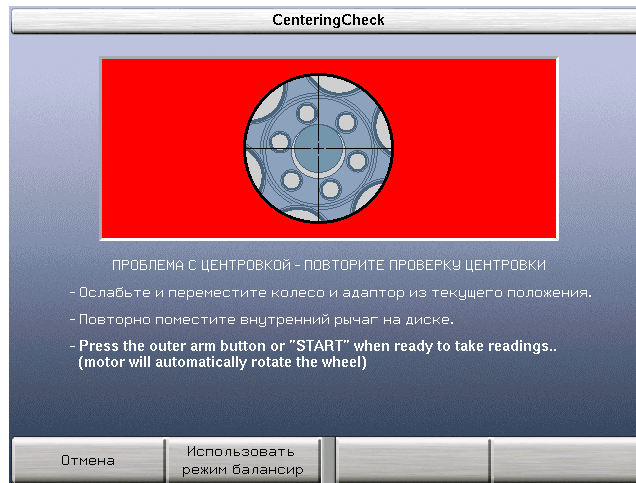 CenteringCheck
ПРОБЛЕМА С ЦЕНТРОВКОЙ - ПОВТОРИТЕ ПРОВЕРКУ ЦЕНТРОВКИ
- Ослабьте и переместите колесо и адаптор из текущего положения.
- Повторно поместите внутренний рычаг на диске.
- Press the outer arm button or "START" when ready to take readings..
(motor will automatically rotate the wheel)
Отмена
Использовать
режим балансир